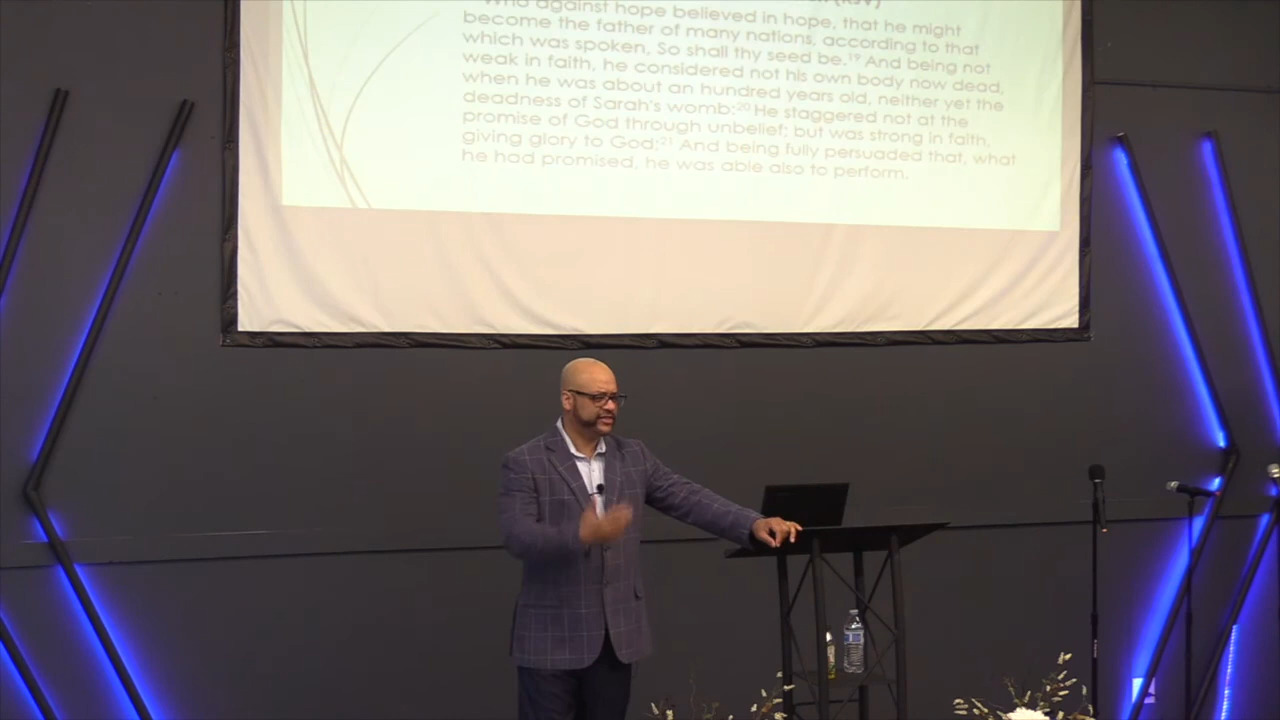 Who against hope believed in hope, that he might
become the father of many nations, according to that
which was spoken, So shall thy seed be.¹⁹ And being not
weak in faith, he considered not his own body now dead,
when he was about an hundred years old, neither yet the
deadness of Sarah's womb:²⁰ He staggered not at the
promise of God through unbelief; but was strong in faith,
giving glory to God;²¹ And being fully persuaded that, what
he had promised, he was able also to perform.